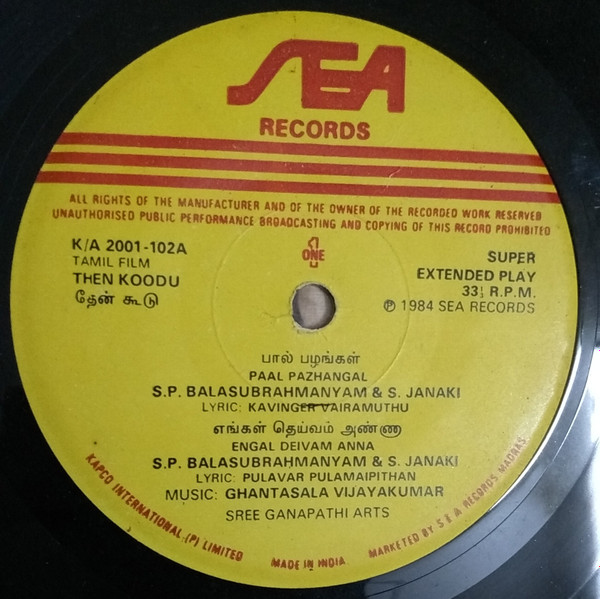 SEA
RECORDS
ALL RIGHTS OF THE MANUFACTURER AND OF THE OWNER OF THE RECORDED WORK RESERVED
UNAUTHORISED PUBLIC PERFORMANCE BROADCASTING AND COPYING OF THIS RECORD PROHIBITED
K/A 2001-102A
TAMIL FILM
THEN KOODU
தேன் கூடு
1
ONE
SUPER
EXTENDED PLAY
33⅓ R.P.M.
Ⓟ 1984 SEA RECORDS
பால் பழங்கள்
PAAL PAZHANGAL
S.P. BALASUBRAHMANYAM & S. JANAKI
LYRIC: KAVINGER VAIRAMUTHU
எங்கள் தெய்வம் அண்ணா
ENGAL DEIVAM ANNA
S.P. BALASUBRAHMANYAM & S. JANAKI
LYRIC: PULAVAR PULAMAIPITHAN
MUSIC: GHANTASALA VIJAYAKUMAR
SREE GANAPATHI ARTS
KAPCO INTERNATIONAL (P) LIMITED MADE IN INDIA. MARKETED BY S E A RECORDS MADRAS.